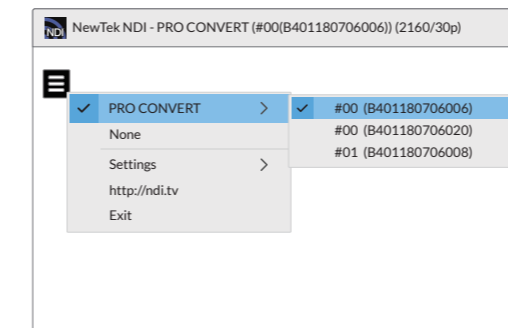 NDI NewTek NDI - PRO CONVERT (#00(B401180706006)) (2160/30p)
PRO CONVERT
None
Settings
http://ndi.tv
Exit
#00 (B401180706006)
#00 (B401180706020)
#01 (B401180706008)